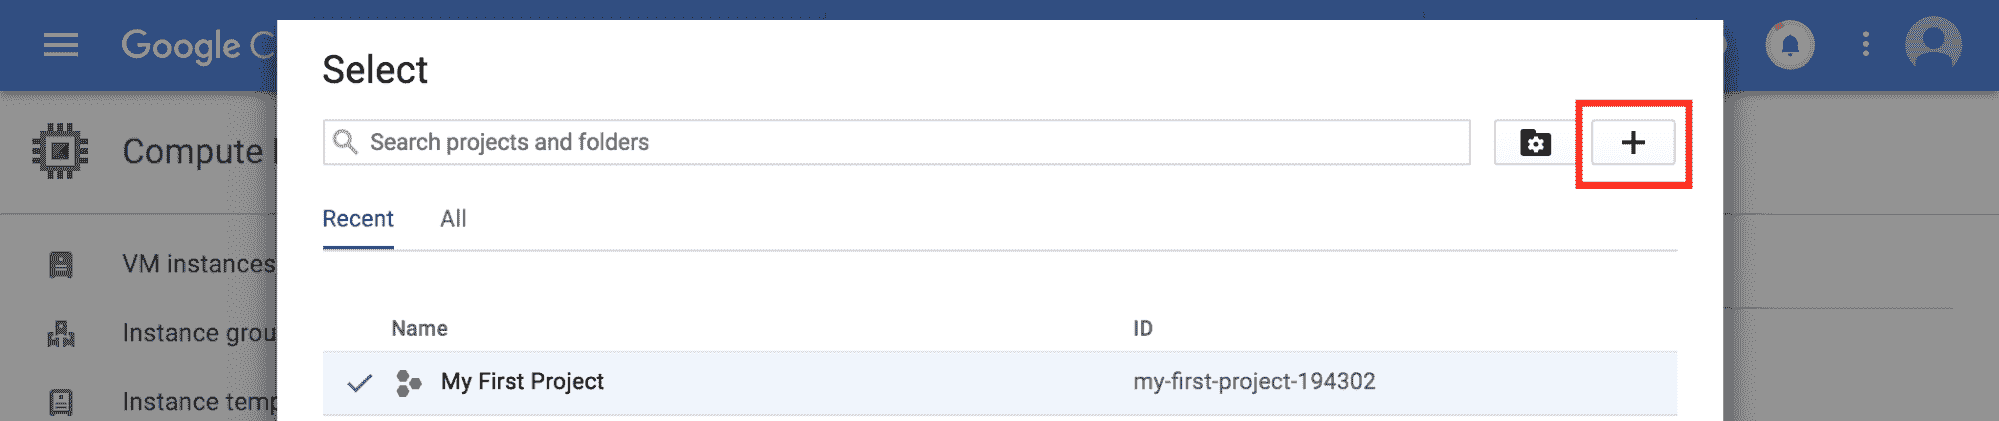 Google
Select
Search projects and folders
Compute
Recent All
VM instances
Name ID
Instance grou
My First Project my-first-project-194302
Instance temp